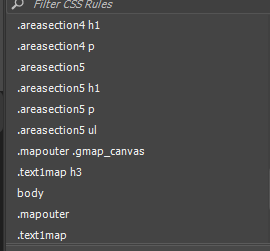 Filter CSS Rules
.areasection4 h1
.areasection4 p
.areasection5
.areasection5 h1
.areasection5 p
.areasection5 ul
.mapouter .gmap_canvas
.text1map h3
body
.mapouter
.text1map